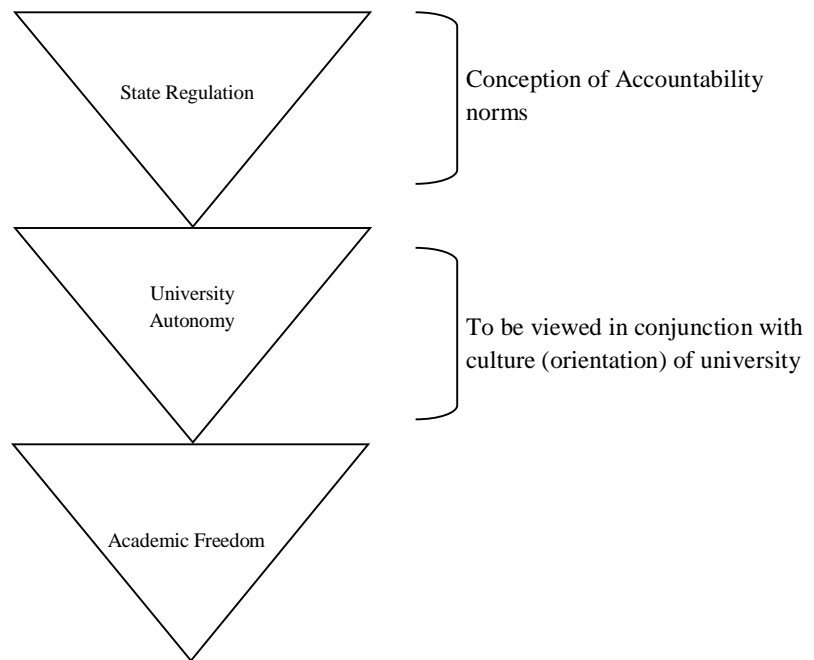 State Regulation
Conception of Accountability
norms
University
Autonomy
To be viewed in conjunction with
culture (orientation) of university
Academic Freedom